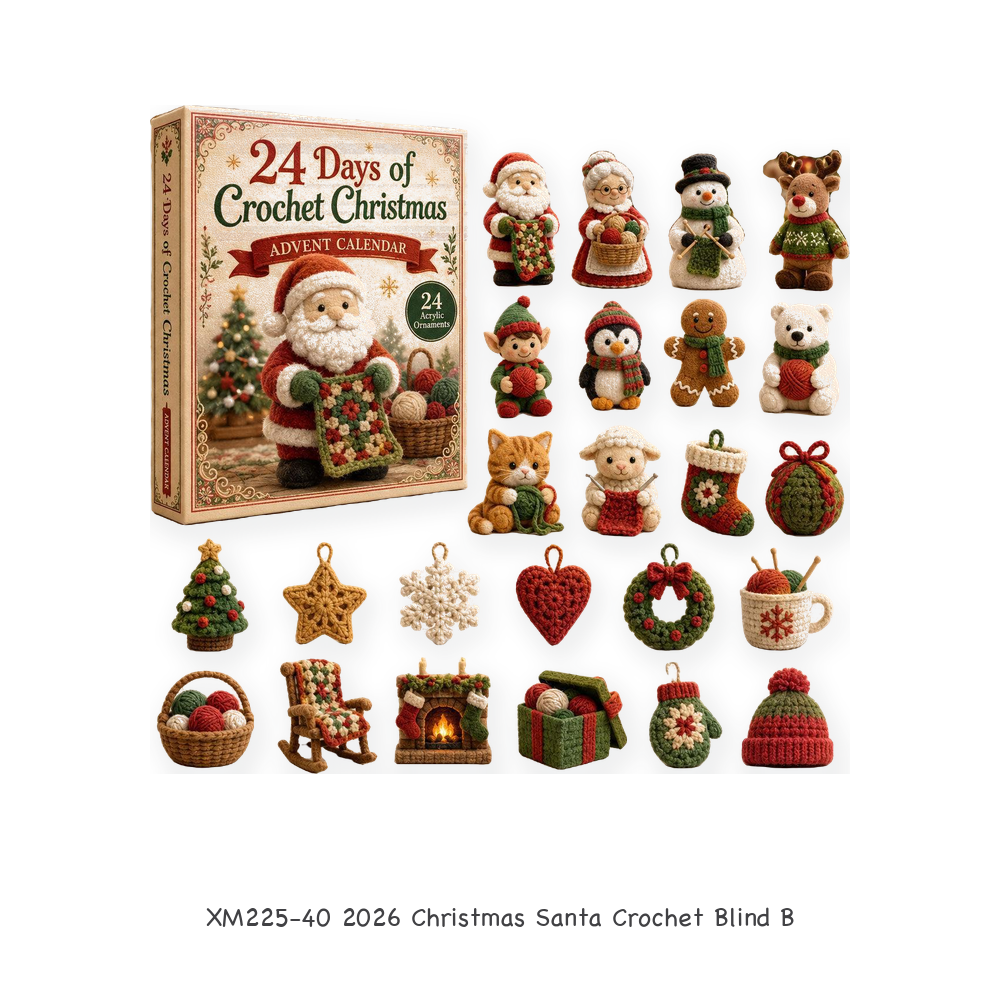 24 Days of
Crochet Christmas
ADVENT CALENDAR
24
Acrylic
Ornaments
24 Days of Crochet Christmas
ADVENT CALENDAR
XM225-40 2026 Christmas Santa Crochet Blind B